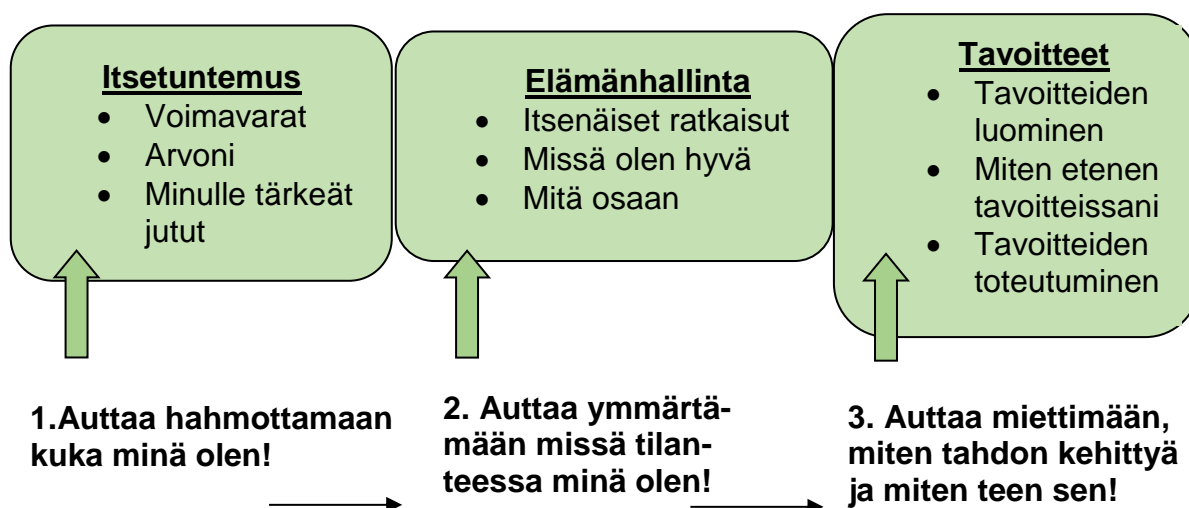 Itsetuntemus
• Voimavarat
• Arvoni
• Minulle tärkeät
jutut
Elämänhallinta
• Itsenäiset ratkaisut
• Missä olen hyvä
• Mitä osaan
Tavoitteet
• Tavoitteiden
luominen
• Miten etenen
tavoitteissani
• Tavoitteiden
toteutuminen
1.Auttaa hahmottamaan
kuka minä olen!
2. Auttaa ymmärtä-
mään missä tilan-
teessa minä olen!
3. Auttaa miettimään,
miten tahdon kehittyä
ja miten teen sen!